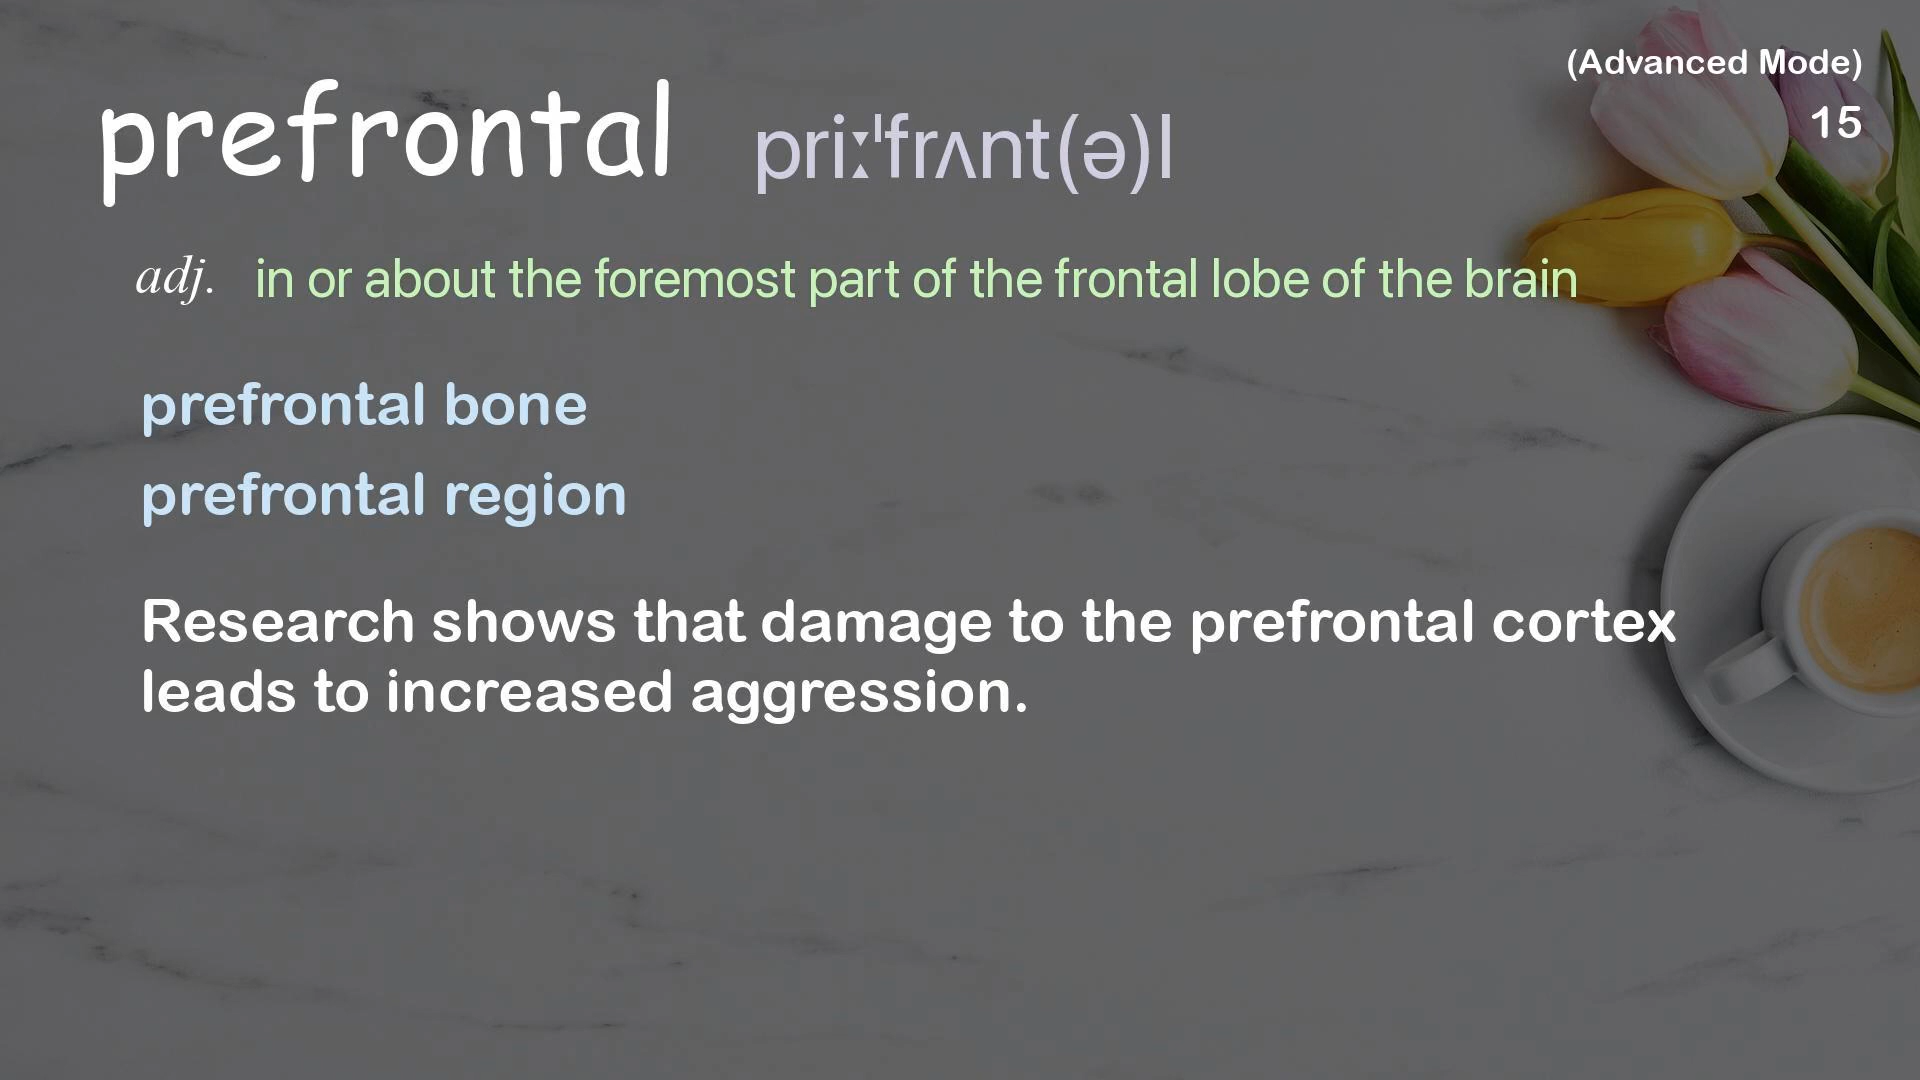 (Advanced Mode)
15
prefrontal priːˈfrʌnt(ə)l
adj. in or about the foremost part of the frontal lobe of the brain
prefrontal bone
prefrontal region
Research shows that damage to the prefrontal cortex
leads to increased aggression.